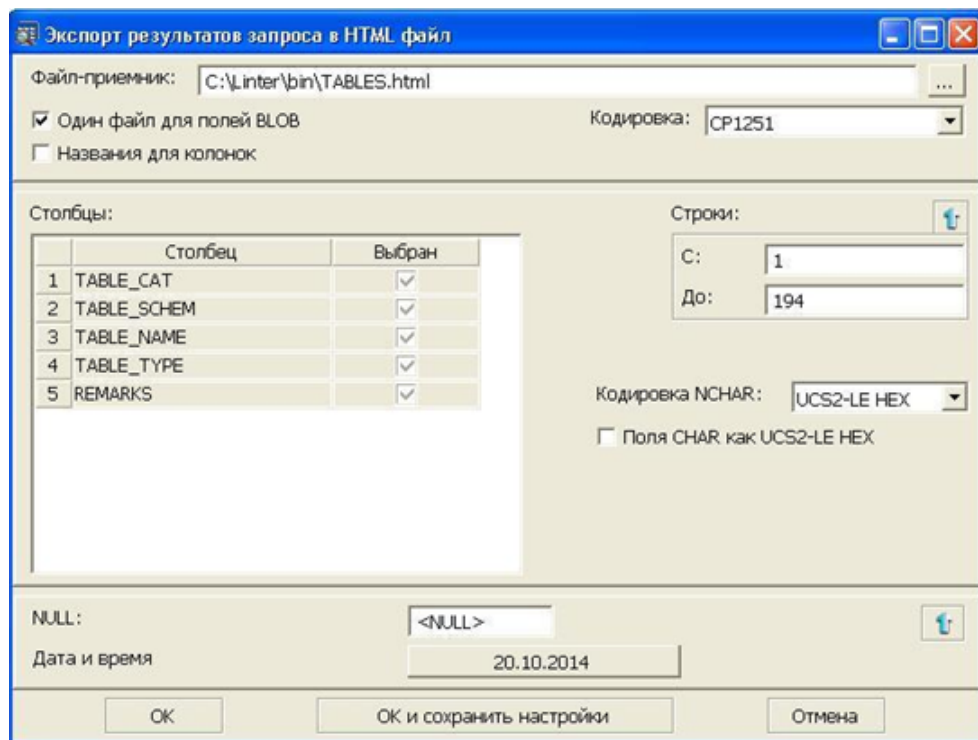 Экспорт результатов запроса в HTML файл
Файл-приемник: C:\Linter\bin\TABLES.html ...
Один файл для полей BLOB Кодировка: CP1251
Названия для колонок
Столбцы: Строки:
Столбец Выбран
С: 1
1 TABLE_CAT
До: 194
2 TABLE_SCHEM
3 TABLE_NAME
4 TABLE_TYPE
5 REMARKS Кодировка NCHAR: UCS2-LE HEX
Поля CHAR как UCS2-LE HEX
NULL: <NULL>
Дата и время 20.10.2014
OK ОК и сохранить настройки Отмена